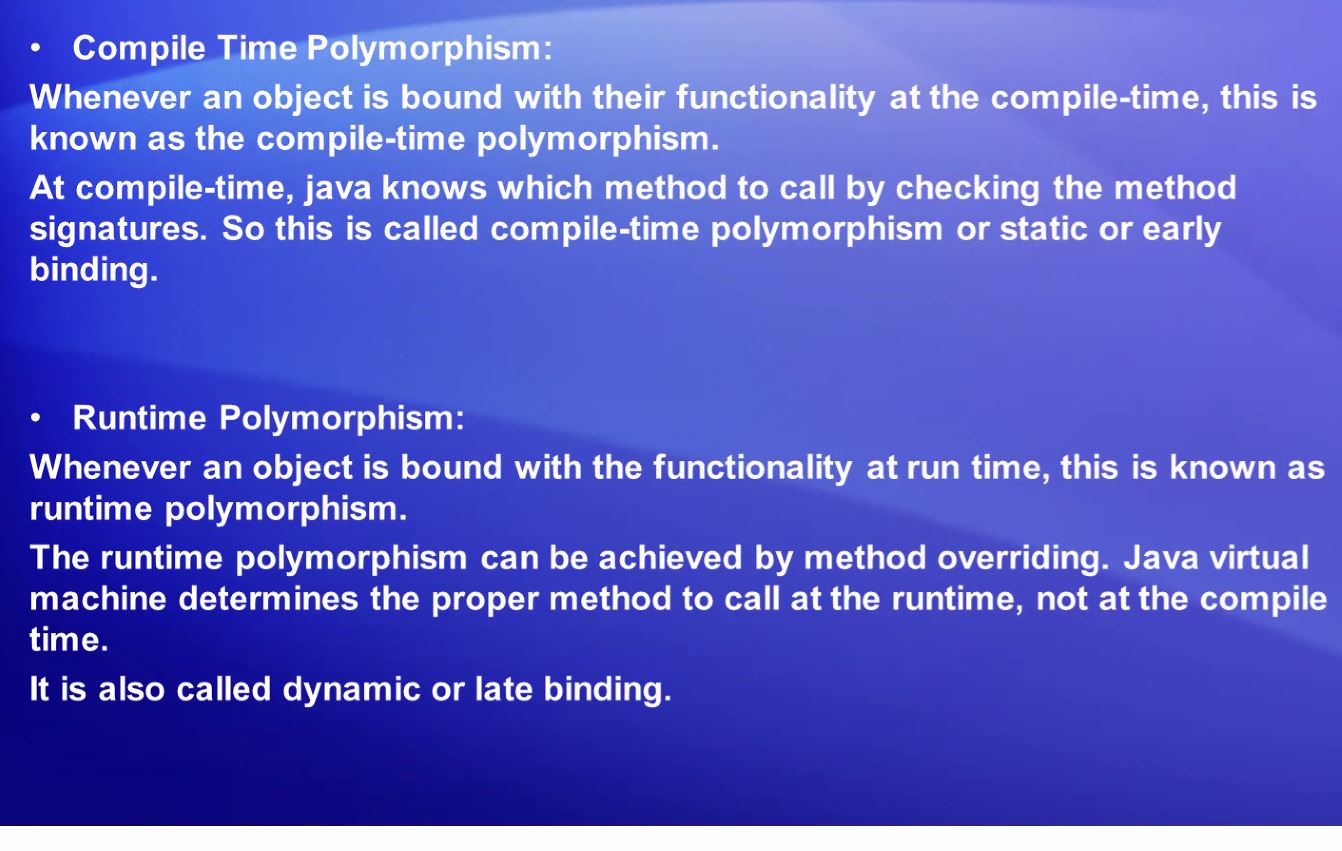 • Compile Time Polymorphism:
Whenever an object is bound with their functionality at the compile-time, this is
known as the compile-time polymorphism.
At compile-time, java knows which method to call by checking the method
signatures. So this is called compile-time polymorphism or static or early
binding.
• Runtime Polymorphism:
Whenever an object is bound with the functionality at run time, this is known as
runtime polymorphism.
The runtime polymorphism can be achieved by method overriding. Java virtual
machine determines the proper method to call at the runtime, not at the compile
time.
It is also called dynamic or late binding.